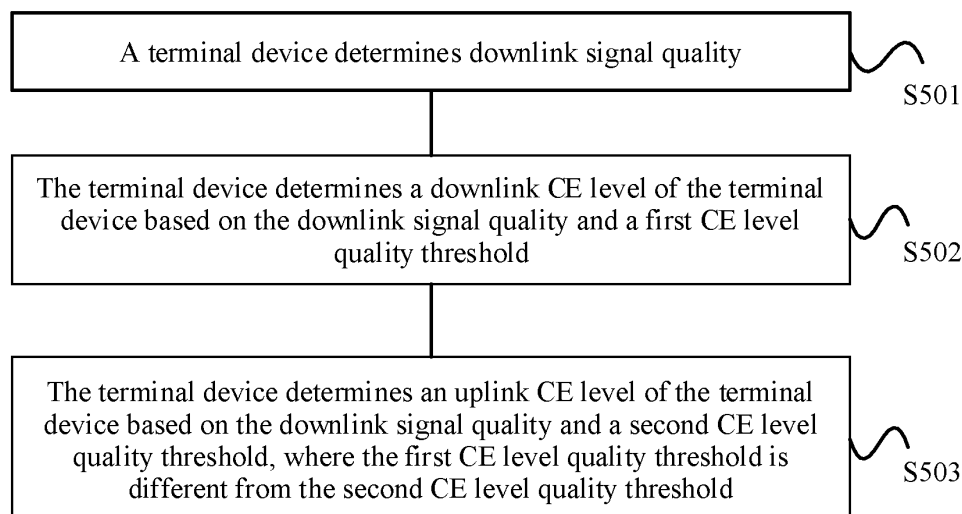 A terminal device determines downlink signal quality
S501
The terminal device determines a downlink CE level of the terminal
device based on the downlink signal quality and a first CE level
quality threshold
S502
The terminal device determines an uplink CE level of the terminal
device based on the downlink signal quality and a second CE level
quality threshold, where the first CE level quality threshold is
different from the second CE level quality threshold
S503